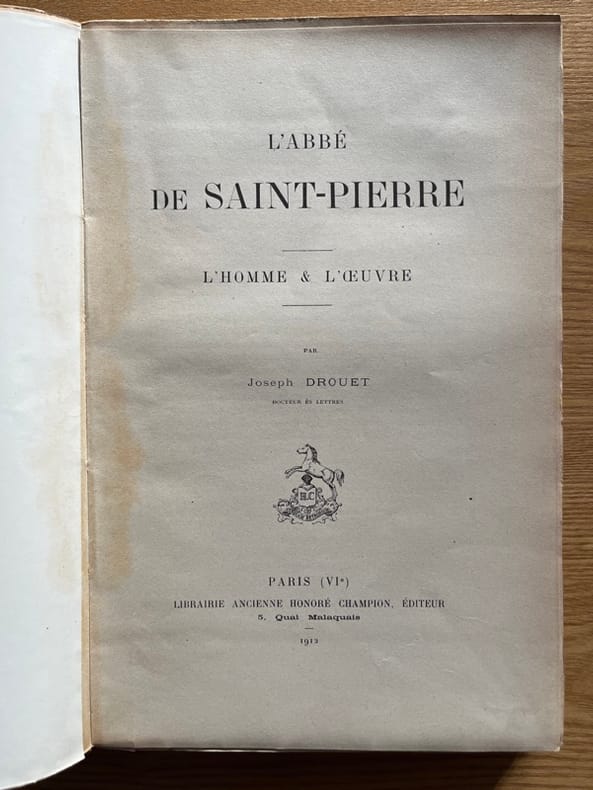 L'ABBÉ
DE SAINT-PIERRE
L'HOMME & L'ŒUVRE
PAR
Joseph DROUET
DOCTEUR ÈS LETTRES
H.C
PARIS (VIe)
LIBRAIRIE ANCIENNE HONORÉ CHAMPION, ÉDITEUR
5, Quai Malaquais
1912